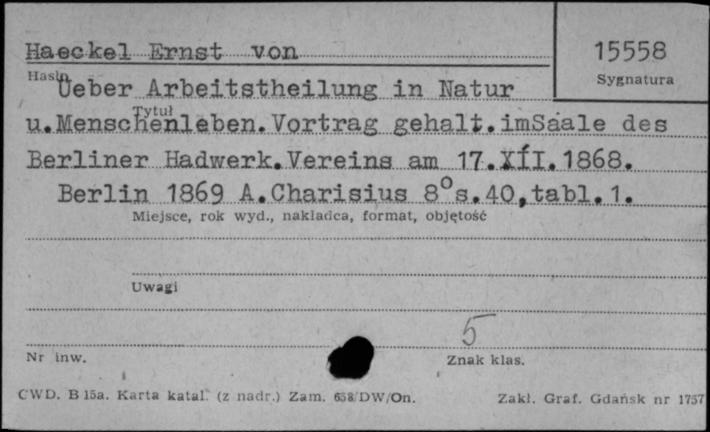 Haeckel Ernst von
15558
Hasło
Sygnatura
Ueber Arbeitstheilung in Natur
Tytuł
u.Menschenleben.Vortrag gehalt.imSaale des
Berliner Hadwerk.Vereins am 17.XII.1868.
Berlin 1869 A.Charisius 8°s.40,tabl.1.
Miejsce, rok wyd., nakładca, format, objętość
Uwagi
5
Nr inw.
Znak klas.
CWD. B 15a. Karta katal. (z nadr.) Zam. 658/DW/On.
Zakł. Graf. Gdańsk nr 1757